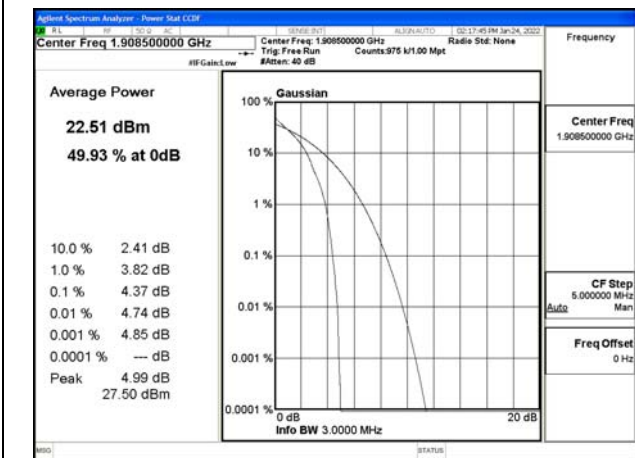 Agilent Spectrum Analyzer - Power Stat CCDF
RL RF 50 Ω AC SENSE:INT ALIGN AUTO 02:17:45 PM Jan 24, 2022
Center Freq 1.908500000 GHz
Center Freq: 1.908500000 GHz Radio Std: None
Trig: Free Run Counts:975 k/1.00 Mpt
#IFGain:Low #Atten: 40 dB
Frequency
Average Power
22.51 dBm
49.93 % at 0dB
10.0 % 2.41 dB
1.0 % 3.82 dB
0.1 % 4.37 dB
0.01 % 4.74 dB
0.001 % 4.85 dB
0.0001 % --- dB
Peak 4.99 dB
27.50 dBm
Gaussian
100 %
10 %
1 %
0.1 %
0.01 %
0.001 %
0.0001 %
0 dB 20 dB
Info BW 3.0000 MHz
Center Freq
1.908500000 GHz
CF Step
5.000000 MHz
Auto Man
Freq Offset
0 Hz
MSG STATUS